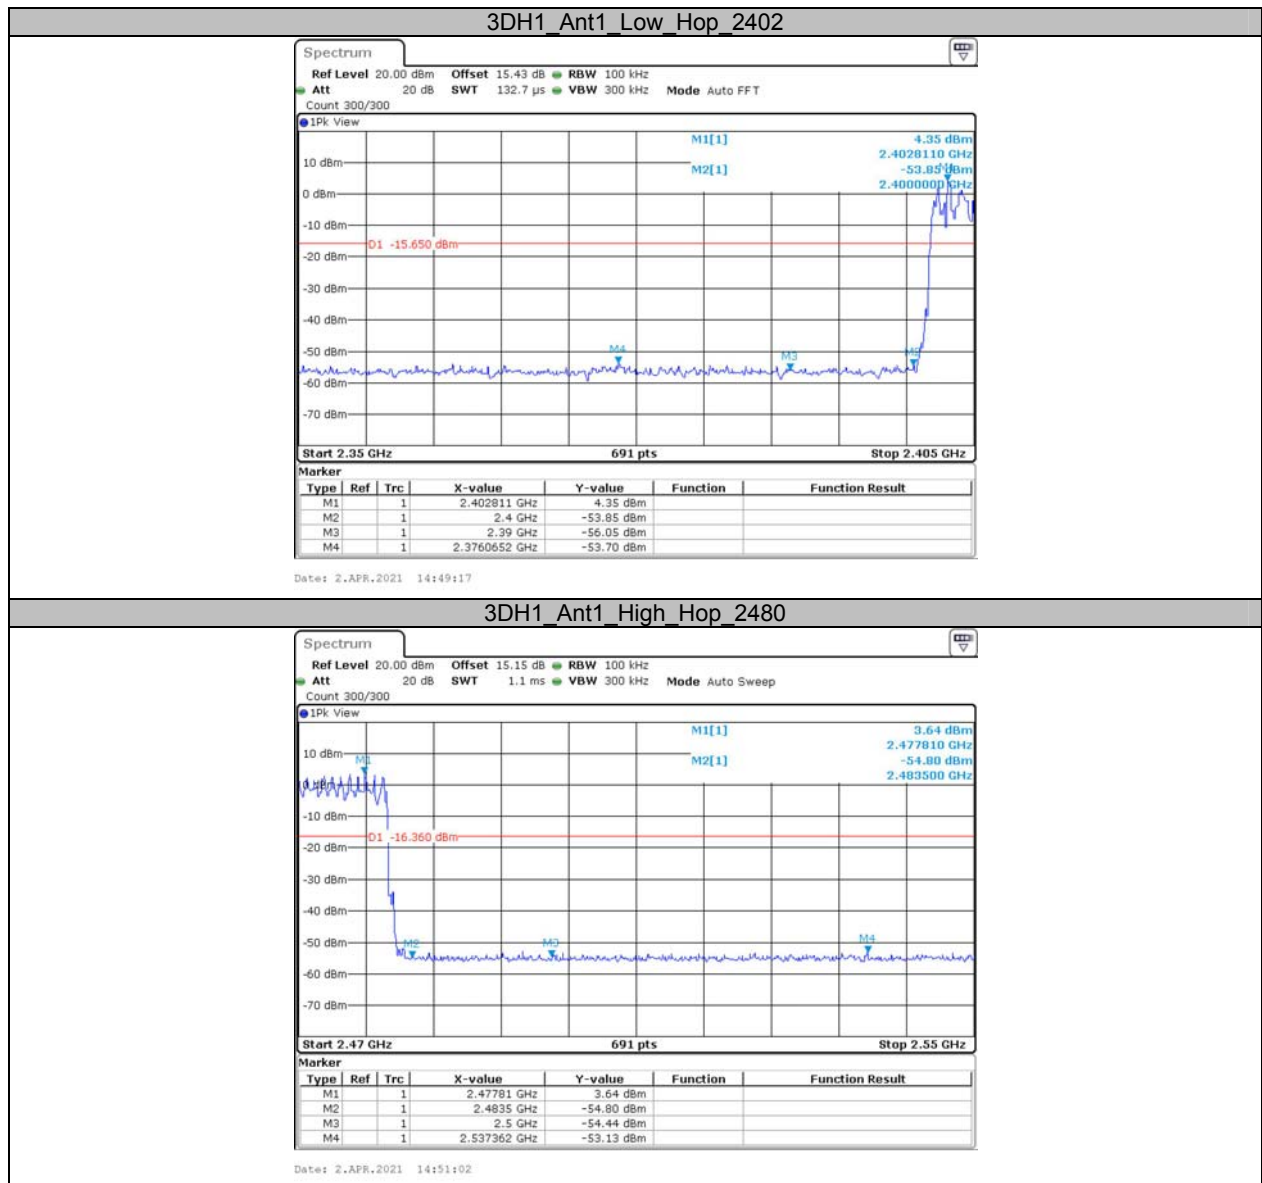 3DH1_Ant1_Low_Hop_2402
Spectrum
Ref Level 20.00 dBm Offset 15.43 dB RBW 100 kHz
Att 20 dB SWT 132.7 µs VBW 300 kHz Mode Auto FFT
Count 300/300
1Pk View
M1[1] 4.35 dBm
2.4028110 GHz
M2[1] -53.85 dBm
2.4000000 GHz
M1
10 dBm
0 dBm
-10 dBm
D1 -15.650 dBm
-20 dBm
-30 dBm
-40 dBm
-50 dBm
M4
M3
M2
-60 dBm
-70 dBm
Start 2.35 GHz 691 pts Stop 2.405 GHz
Marker
Type Ref Trc X-value Y-value Function Function Result
M1 1 2.402811 GHz 4.35 dBm
M2 1 2.4 GHz -53.85 dBm
M3 1 2.39 GHz -56.05 dBm
M4 1 2.3760652 GHz -53.70 dBm
Date: 2.APR.2021 14:49:17
3DH1_Ant1_High_Hop_2480
Spectrum
Ref Level 20.00 dBm Offset 15.15 dB RBW 100 kHz
Att 20 dB SWT 1.1 ms VBW 300 kHz Mode Auto Sweep
Count 300/300
1Pk View
M1[1] 3.64 dBm
2.477810 GHz
M2[1] -54.80 dBm
2.483500 GHz
10 dBm
M1
0 dBm
-10 dBm
D1 -16.360 dBm
-20 dBm
-30 dBm
-40 dBm
-50 dBm
M2
M3
M4
-60 dBm
-70 dBm
Start 2.47 GHz 691 pts Stop 2.55 GHz
Marker
Type Ref Trc X-value Y-value Function Function Result
M1 1 2.47781 GHz 3.64 dBm
M2 1 2.4835 GHz -54.80 dBm
M3 1 2.5 GHz -54.44 dBm
M4 1 2.537362 GHz -53.13 dBm
Date: 2.APR.2021 14:51:02